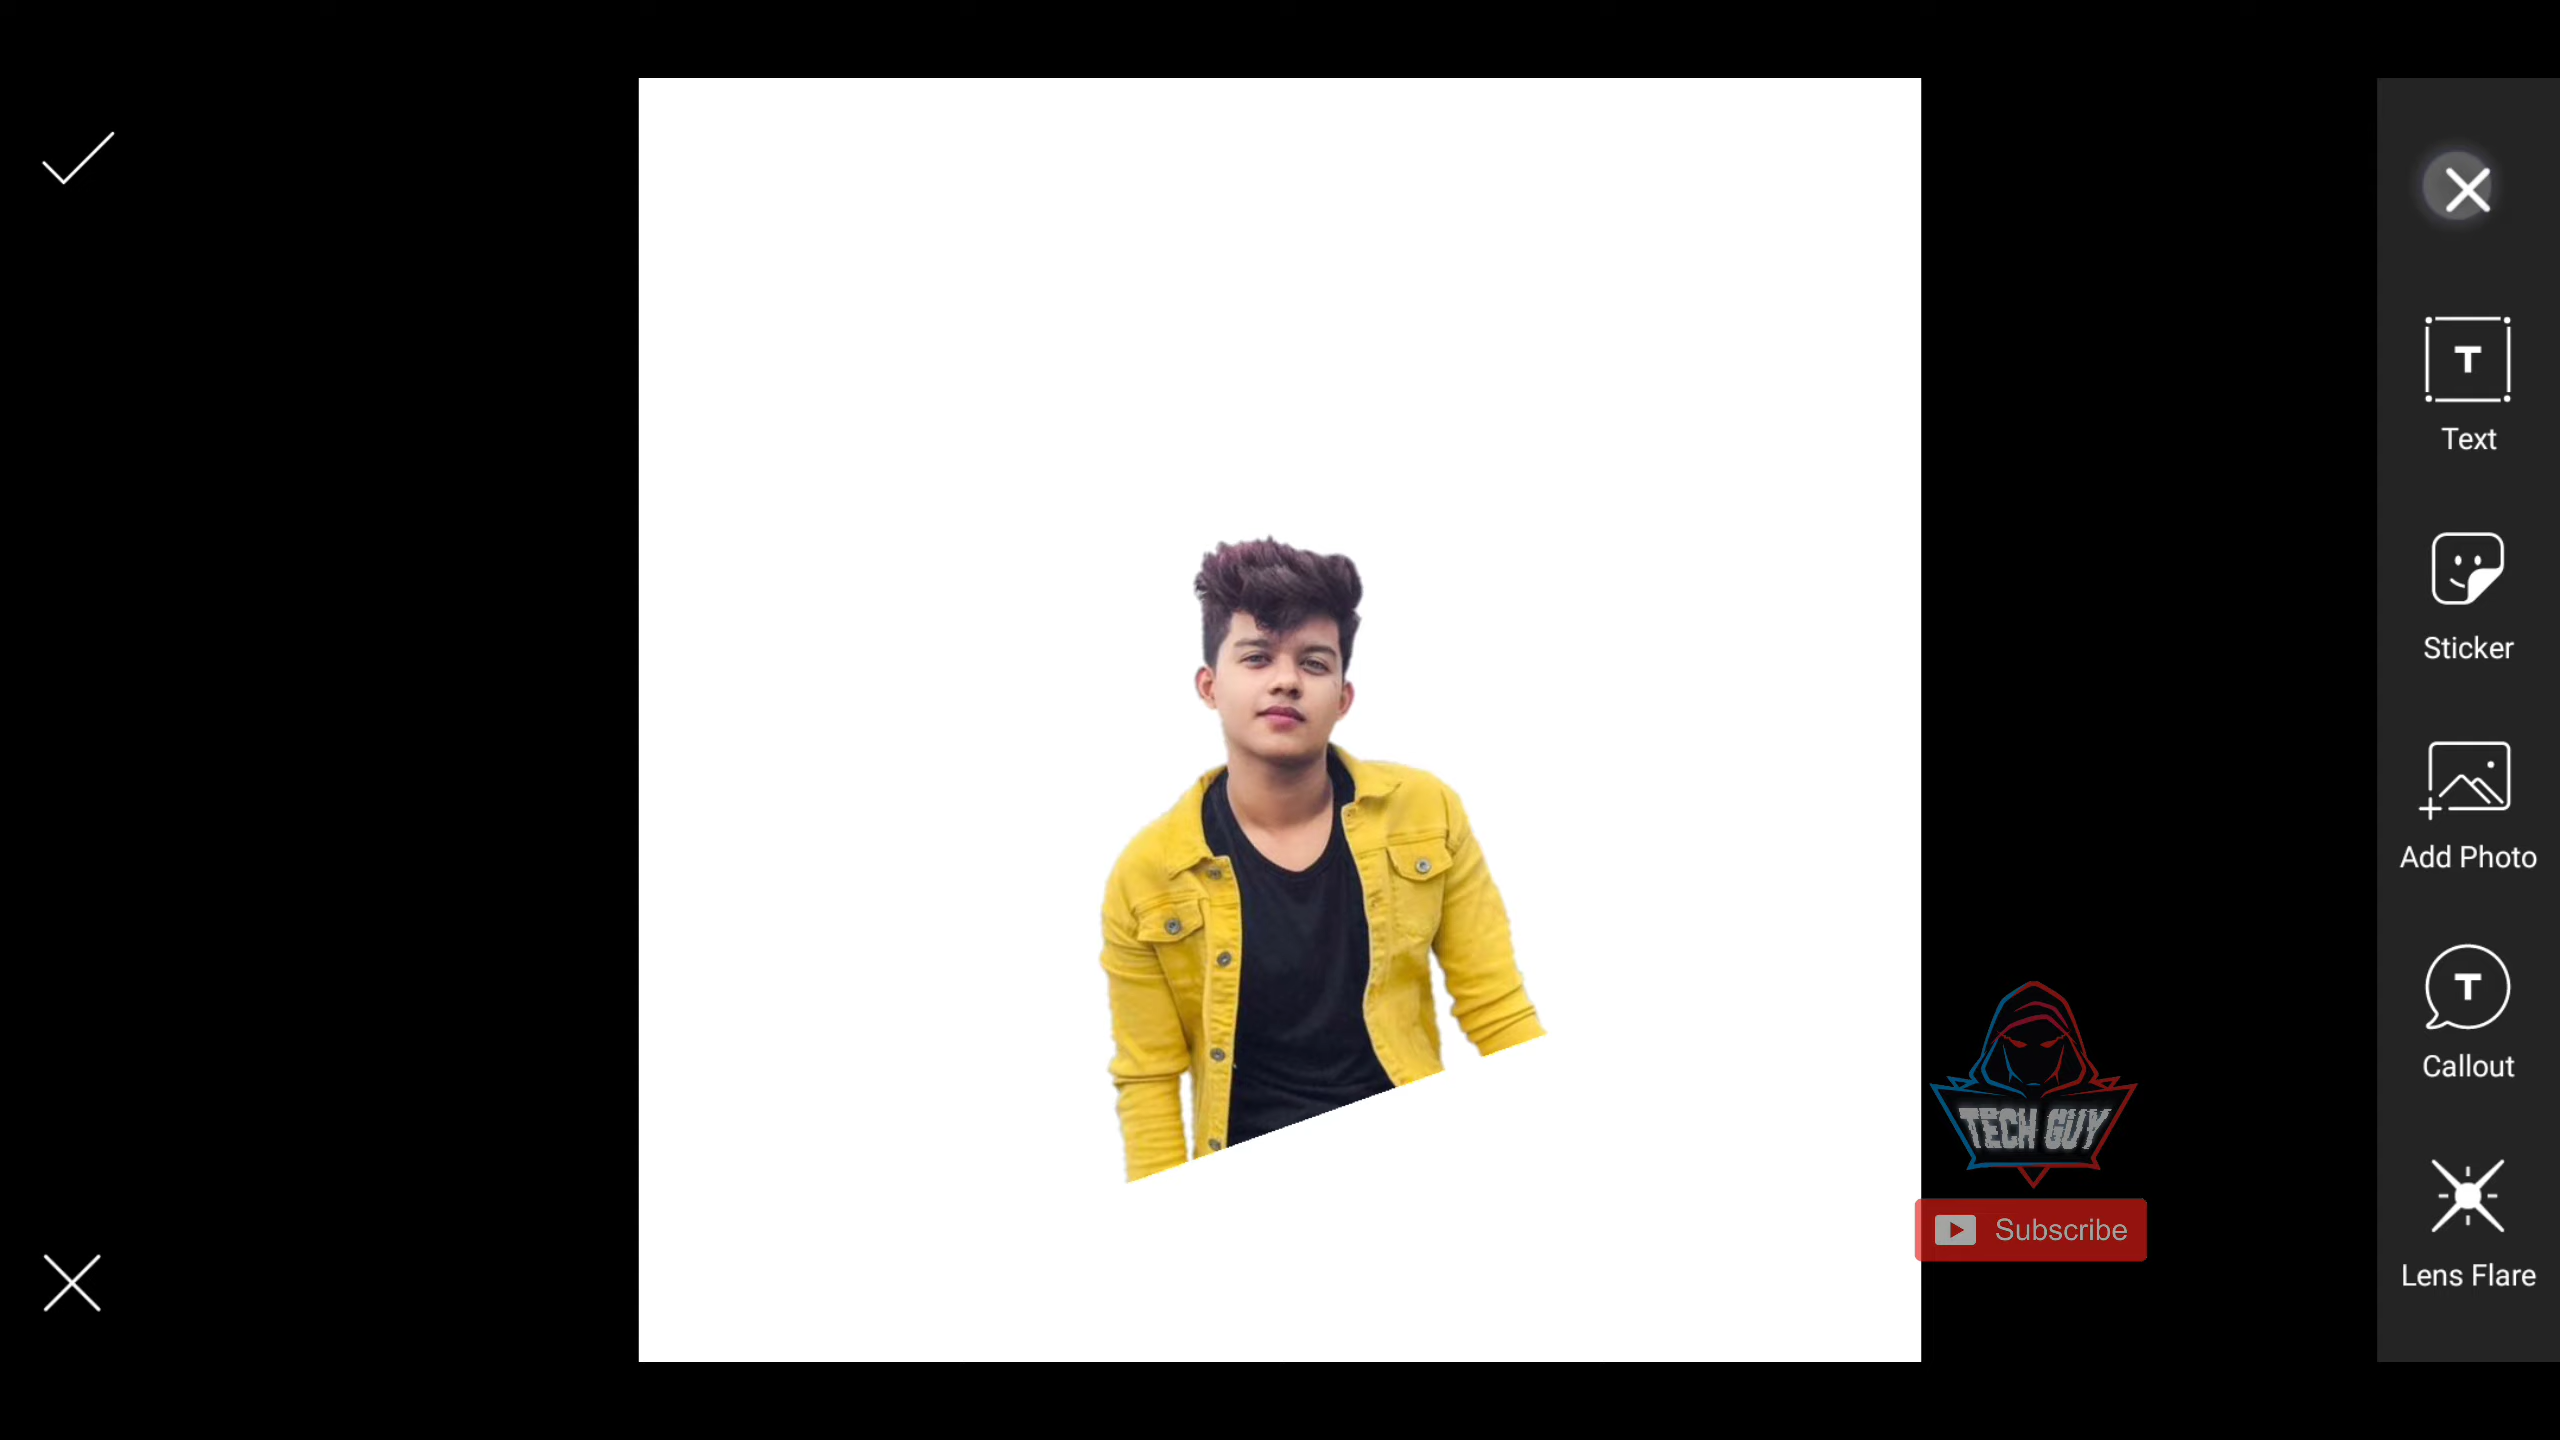 T
Text
Sticker
Add Photo
T
Callout
Lens Flare
TECH GUY
Subscribe